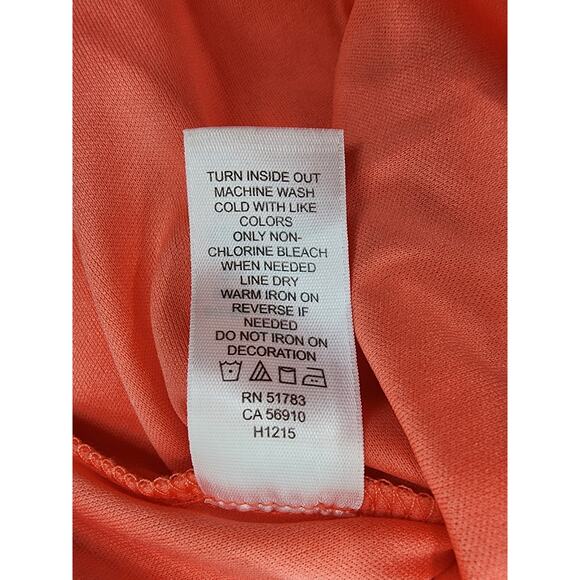 TURN INSIDE OUT
MACHINE WASH
COLD WITH LIKE
COLORS
ONLY NON-
CHLORINE BLEACH
WHEN NEEDED
LINE DRY
WARM IRON ON
REVERSE IF
NEEDED
DO NOT IRON ON
DECORATION
RN 51783
CA 56910
H1215